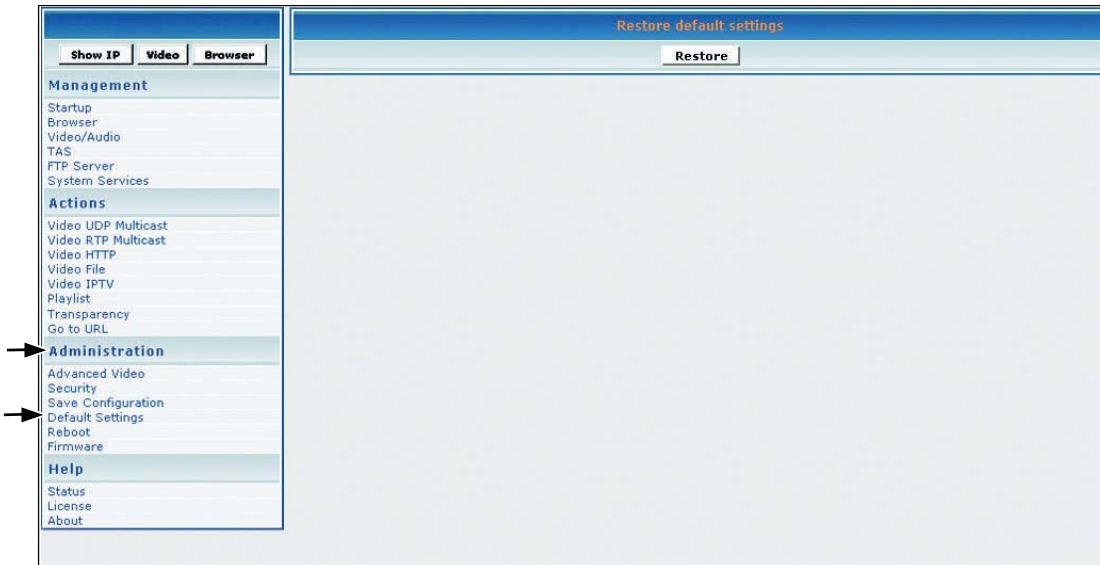 Show IP Video Browser
Management
Startup
Browser
Video/Audio
TAS
FTP Server
System Services
Actions
Video UDP Multicast
Video RTP Multicast
Video HTTP
Video File
Video IPTV
Playlist
Transparency
Go to URL
Administration
Advanced Video
Security
Save Configuration
Default Settings
Reboot
Firmware
Help
Status
License
About
Restore default settings
Restore